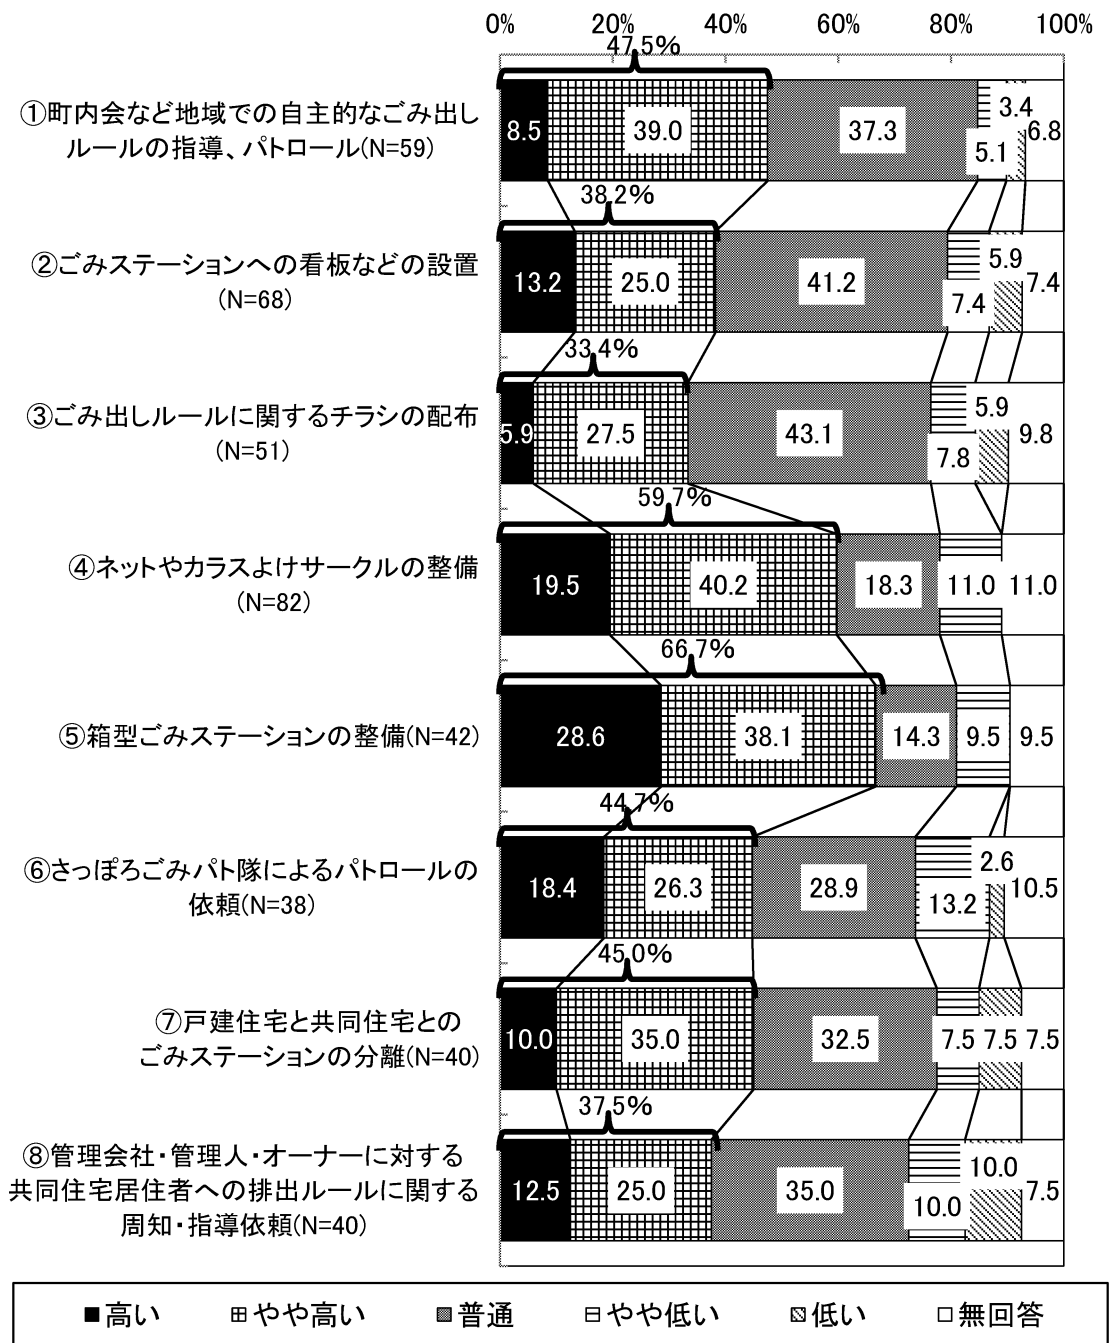 0% 20% 40% 60% 80% 100%
47.5%
①町内会など地域での自主的なごみ出し
ルールの指導、パトロール(N=59)
8.5 39.0 37.3 5.1 3.4 6.8
38.2%
②ごみステーションへの看板などの設置
(N=68)
13.2 25.0 41.2 7.4 5.9 7.4
33.4%
③ごみ出しルールに関するチラシの配布
(N=51)
5.9 27.5 43.1 7.8 5.9 9.8
59.7%
④ネットやカラスよけサークルの整備
(N=82)
19.5 40.2 18.3 11.0 11.0
66.7%
⑤箱型ごみステーションの整備(N=42)
28.6 38.1 14.3 9.5 9.5
44.7%
⑥さっぽろごみパト隊によるパトロールの
依頼(N=38)
18.4 26.3 28.9 13.2 2.6 10.5
45.0%
⑦戸建住宅と共同住宅との
ごみステーションの分離(N=40)
10.0 35.0 32.5 7.5 7.5 7.5
37.5%
⑧管理会社・管理人・オーナーに対する
共同住宅居住者への排出ルールに関する
周知・指導依頼(N=40)
12.5 25.0 35.0 10.0 10.0 7.5
高い やや高い 普通 やや低い 低い 無回答